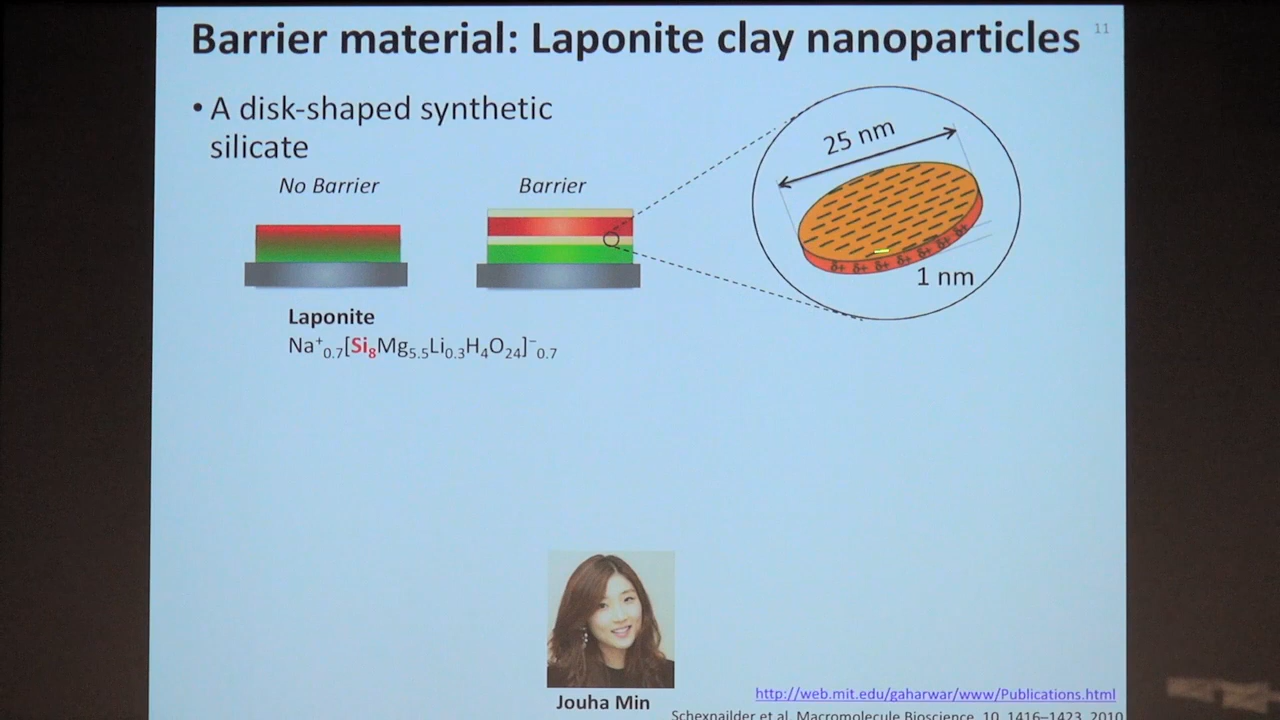 Barrier material: Laponite clay nanoparticles
11
• A disk-shaped synthetic
silicate
No Barrier
Barrier
25 nm
δ+ δ+ δ+ δ+ δ+ δ+ δ+
1 nm
Laponite
Na⁺₀.₇[Si₈Mg₅.₅Li₀.₃H₄O₂₄]⁻₀.₇
Jouha Min
http://web.mit.edu/gaharwar/www/Publications.html
Schexnailder et al. Macromolecule Bioscience, 10, 1416–1423, 2010